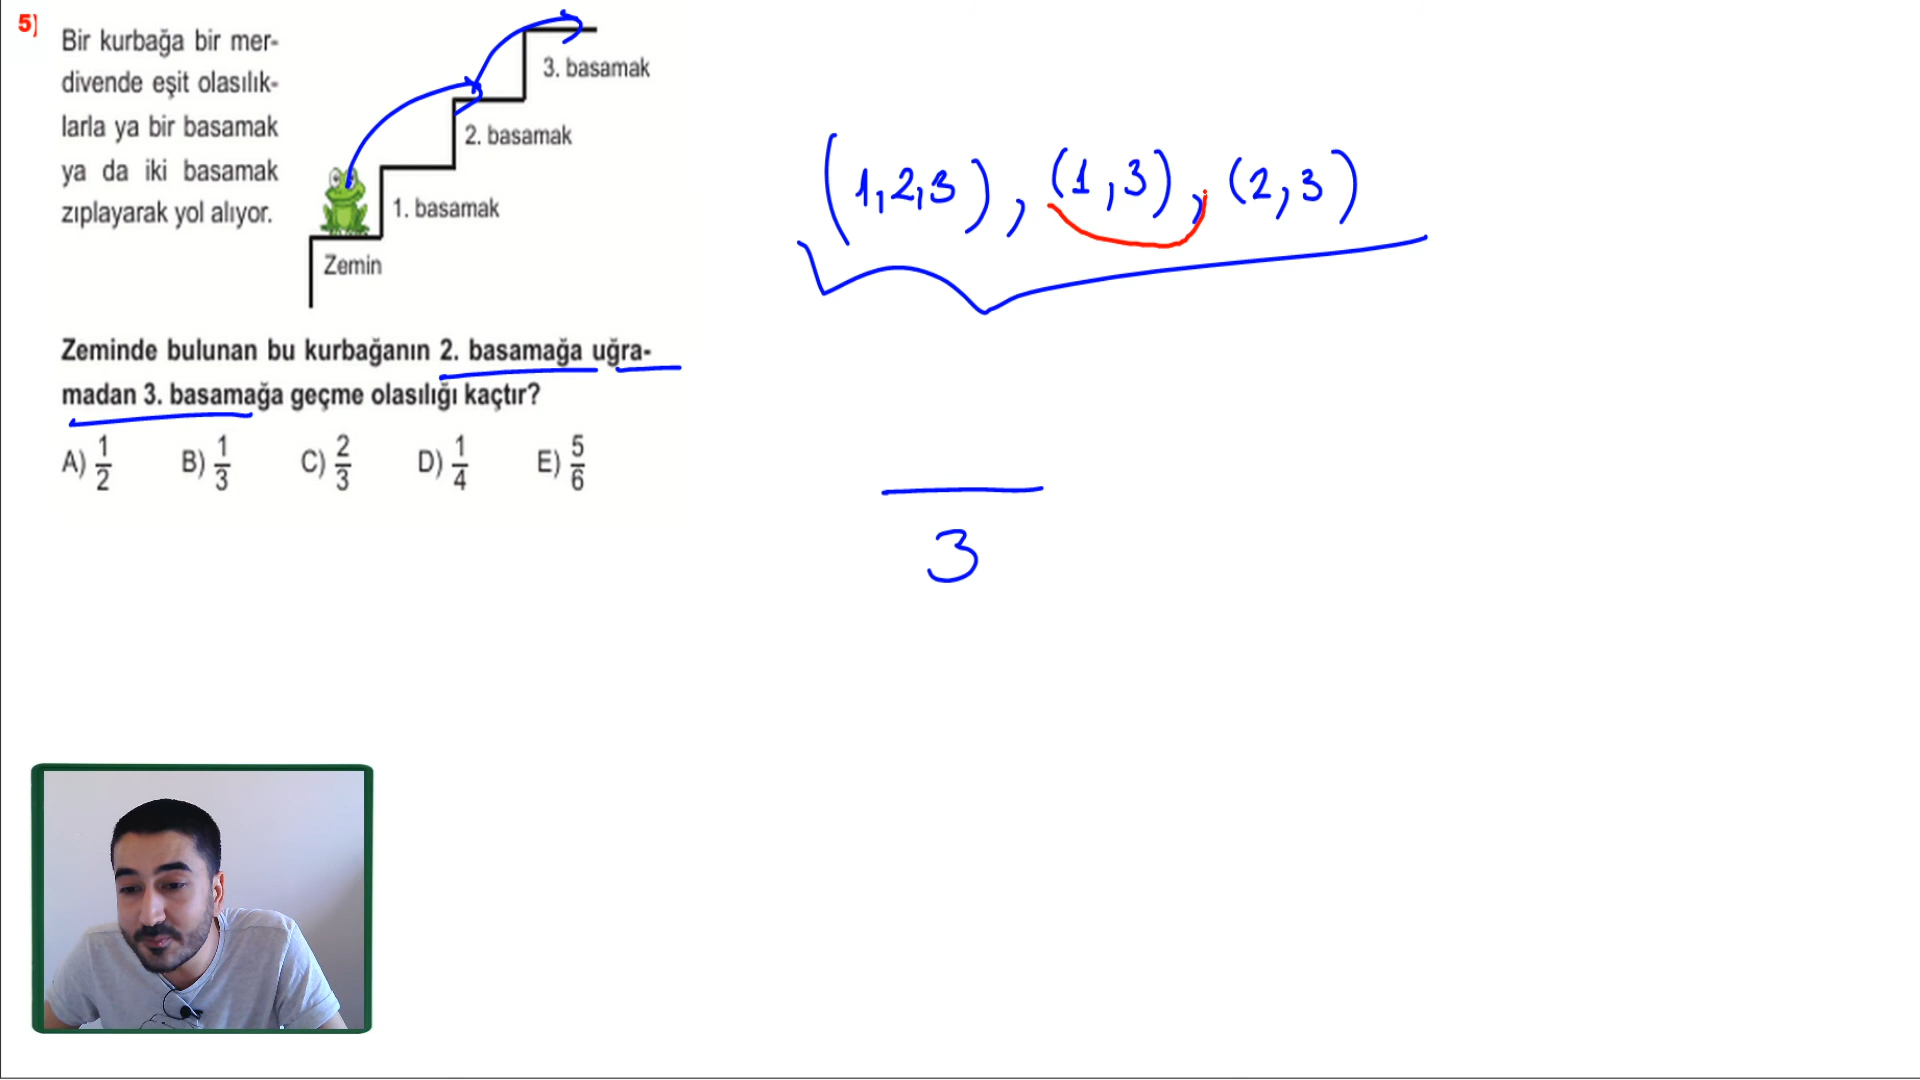 5)
Bir kurbağa bir mer-
divende eşit olasılık-
larla ya bir basamak
ya da iki basamak
zıplayarak yol alıyor.
3. basamak
2. basamak
1. basamak
Zemin
Zeminde bulunan bu kurbağanın 2. basamağa uğra-
madan 3. basamağa geçme olasılığı kaçtır?
A) 1/2 B) 1/3 C) 2/3 D) 1/4 E) 5/6
(1,2,3), (1,3), (2,3)
3